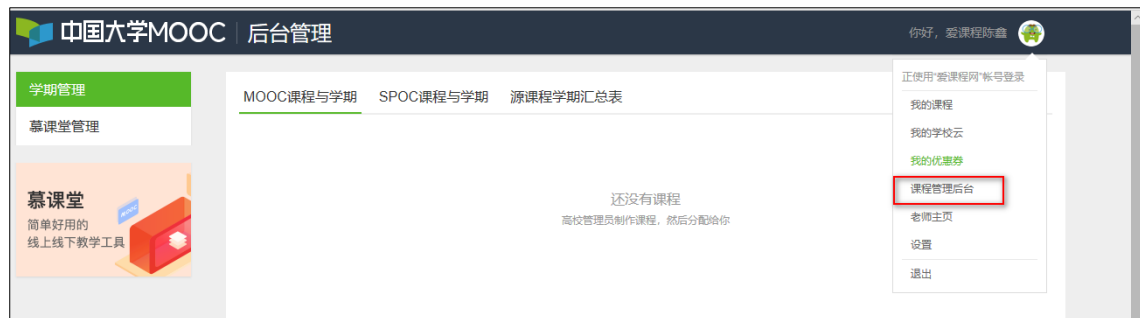 中国大学MOOC 后台管理
你好，爱课程陈鑫
学期管理
慕课堂管理
慕课堂
简单好用的
线上线下教学工具
MOOC课程与学期 SPOC课程与学期 源课程学期汇总表
还没有课程
高校管理员制作课程，然后分配给你
正使用"爱课程网"帐号登录
我的课程
我的学校云
我的优惠券
课程管理后台
老师主页
设置
退出